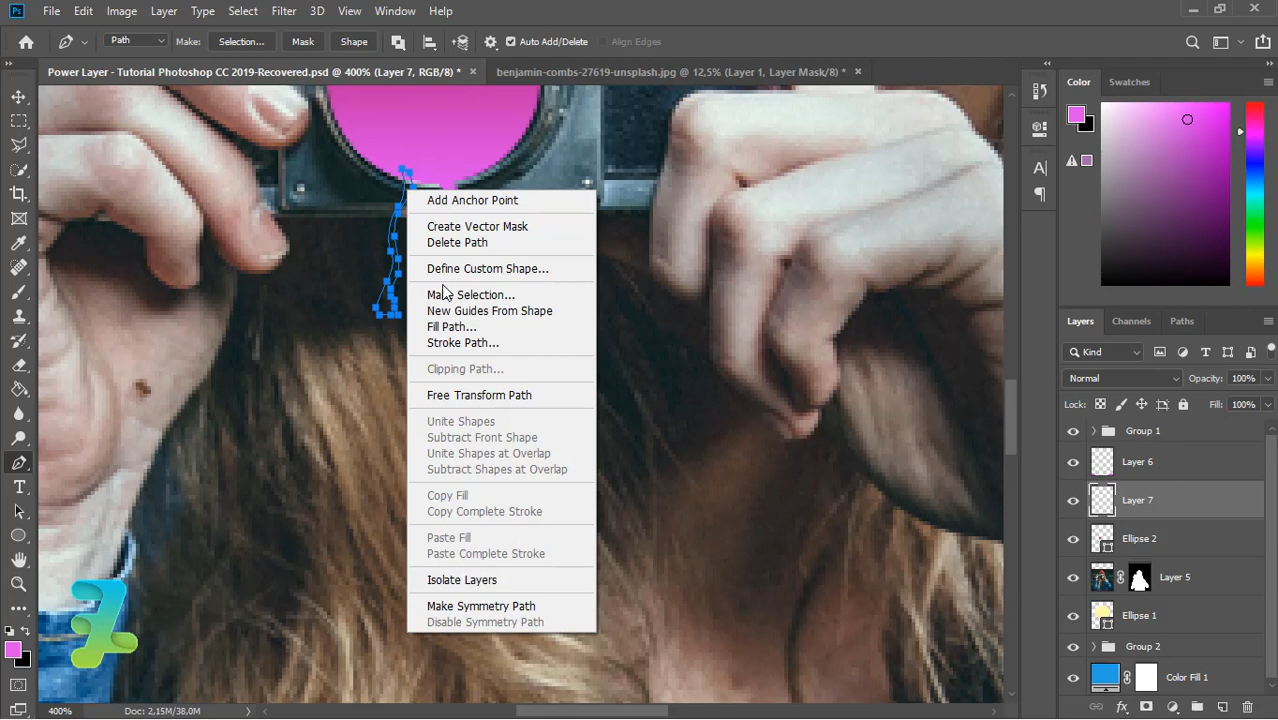 Ps File Edit Image Layer Type Select Filter 3D View Window Help
Path Make: Selection... Mask Shape Auto Add/Delete Align Edges
Power Layer - Tutorial Photoshop CC 2019-Recovered.psd @ 400% (Layer 7, RGB/8) * × benjamin-combs-27619-unsplash.jpg @ 12,5% (Layer 1, Layer Mask/8) * ×
Add Anchor Point
Create Vector Mask
Delete Path
Define Custom Shape...
Make Selection...
New Guides From Shape
Fill Path...
Stroke Path...
Clipping Path...
Free Transform Path
Unite Shapes
Subtract Front Shape
Unite Shapes at Overlap
Subtract Shapes at Overlap
Copy Fill
Copy Complete Stroke
Paste Fill
Paste Complete Stroke
Isolate Layers
Make Symmetry Path
Disable Symmetry Path
Color Swatches
Layers Channels Paths
Kind
Normal Opacity: 100%
Lock: Fill: 100%
Group 1
Layer 6
Layer 7
Ellipse 2
Layer 5
Ellipse 1
Group 2
Color Fill 1
400% Doc: 2,15M/38,0M